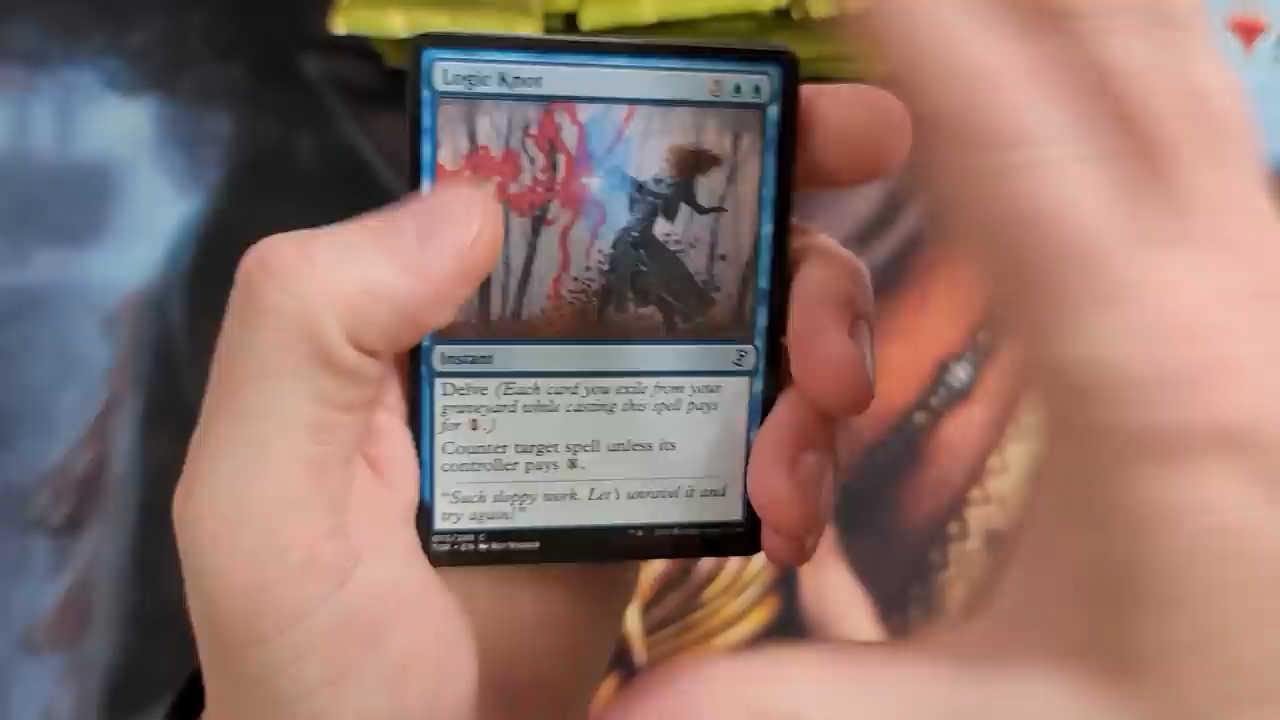 Logic Knot
Instant
Delve (Each card you exile from your
graveyard while casting this spell pays
for 1.)
Counter target spell unless its
controller pays X.
"Such sloppy work. Let's unravel it and
try again!"